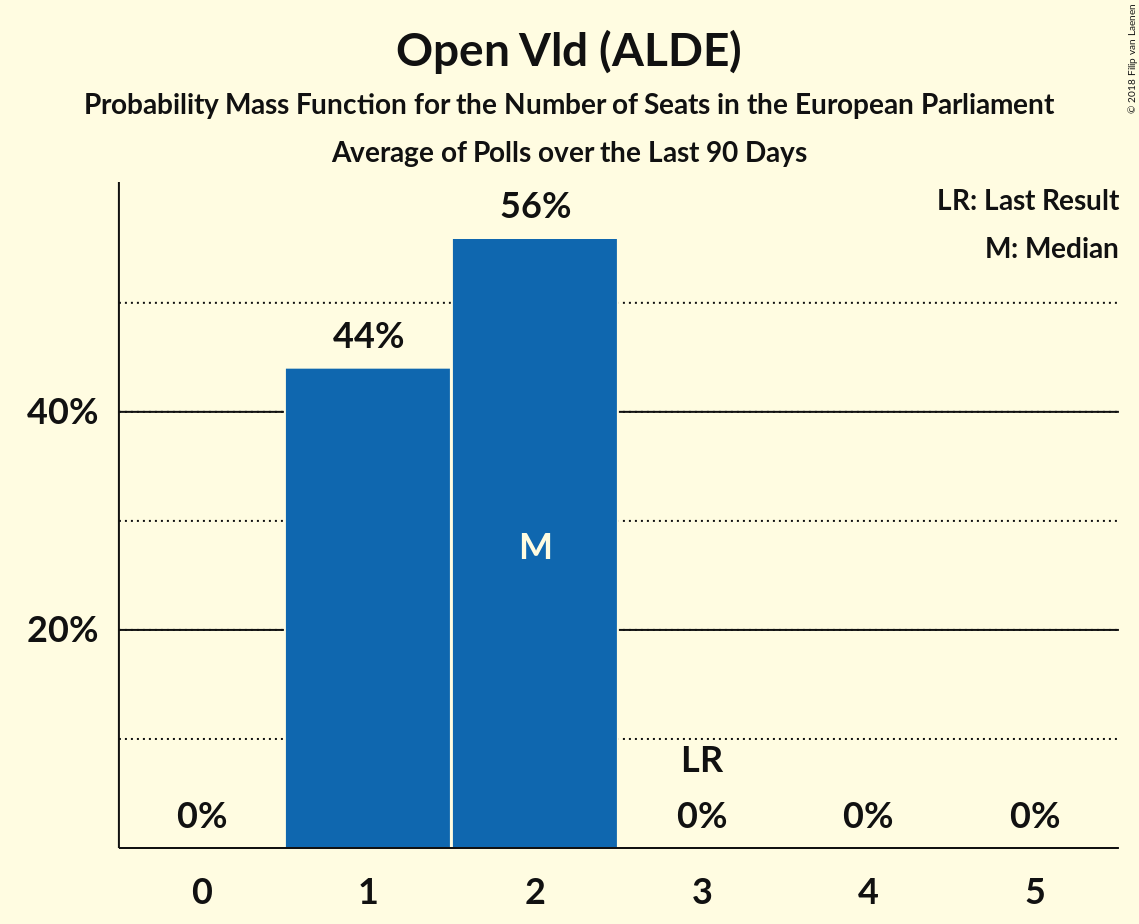 Open Vld (ALDE)
Probability Mass Function for the Number of Seats in the European Parliament
Average of Polls over the Last 90 Days
© 2018 Filip van Laenen
LR: Last Result
M: Median
56%
44%
40%
M
20%
LR
0%
0%
0%
0%
0
1
2
3
4
5